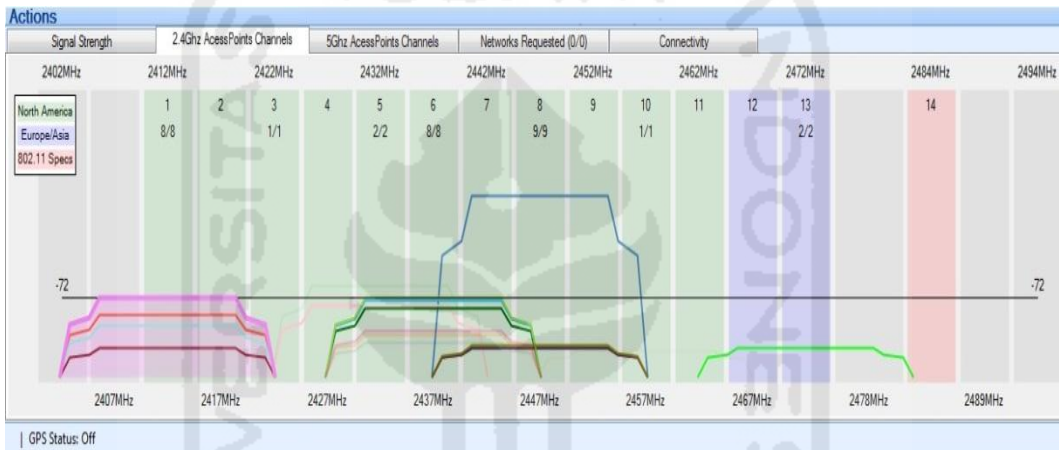 Actions
Signal Strength 2.4Ghz AcessPoints Channels 5Ghz AcessPoints Channels Networks Requested (0/0) Connectivity
2402MHz 2412MHz 2422MHz 2432MHz 2442MHz 2452MHz 2462MHz 2472MHz 2484MHz 2494MHz
North America 1 2 3 4 5 6 7 8 9 10 11 12 13 14
Europe/Asia 8/8 1/1 2/2 8/8 9/9 1/1 2/2
802.11 Specs
-72 -72
2407MHz 2417MHz 2427MHz 2437MHz 2447MHz 2457MHz 2467MHz 2478MHz 2489MHz
| GPS Status: Off